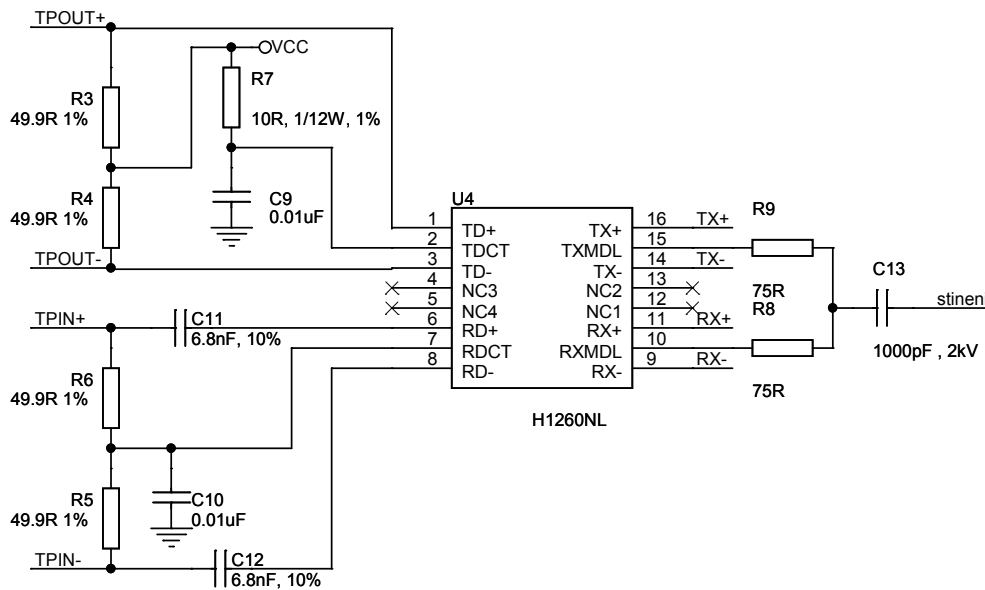 TPOUT+
VCC
R7
10R, 1/12W, 1%
R3
49.9R 1%
R4
49.9R 1%
C9
0.01uF
TPOUT-
U4
1 TD+ TX+ 16 TX+
2 TDCT TXMDL 15
3 TD- TX- 14 TX-
4 NC3 NC2 13
5 NC4 NC1 12
6 RD+ RX+ 11 RX+
7 RDCT RXMDL 10
8 RD- RX- 9 RX-
H1260NL
R9
75R
R8
75R
C13
1000pF , 2kV
stinen
TPIN+
C11
6.8nF, 10%
R6
49.9R 1%
R5
49.9R 1%
C10
0.01uF
TPIN-
C12
6.8nF, 10%